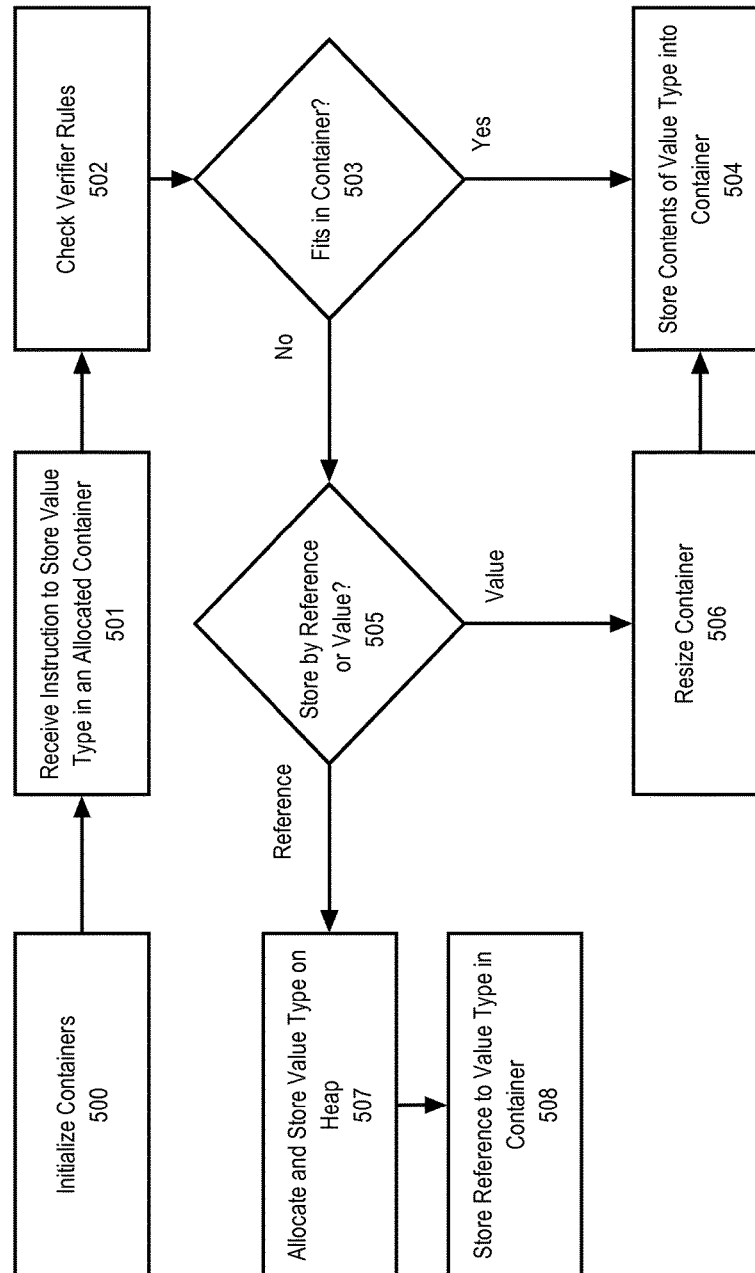 Initialize Containers
500
Receive Instruction to Store Value
Type in an Allocated Container
501
Check Verifier Rules
502
Fits in Container?
503
No
Yes
Store by Reference
or Value?
505
Reference
Value
Allocate and Store Value Type on
Heap
507
Store Reference to Value Type in
Container
508
Resize Container
506
Store Contents of Value Type into
Container
504